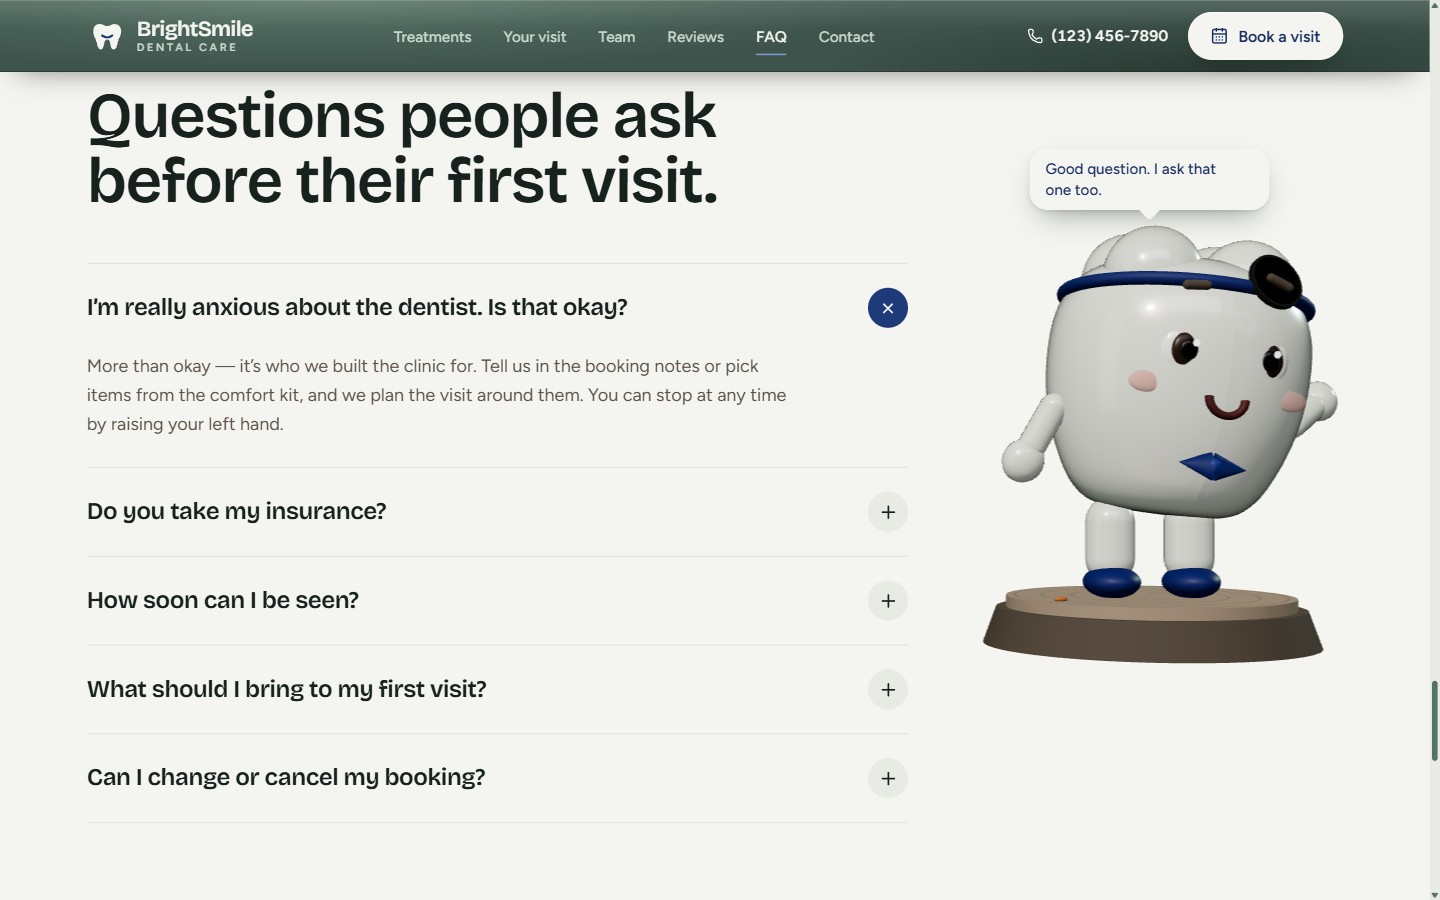 BrightSmile
DENTAL CARE
Treatments
Your visit
Team
Reviews
FAQ
Contact
(123) 456-7890
Book a visit
Questions people ask
before their first visit.
Good question. I ask that
one too.
I'm really anxious about the dentist. Is that okay?
More than okay — it's who we built the clinic for. Tell us in the booking notes or pick
items from the comfort kit, and we plan the visit around them. You can stop at any time
by raising your left hand.
Do you take my insurance?
How soon can I be seen?
What should I bring to my first visit?
Can I change or cancel my booking?